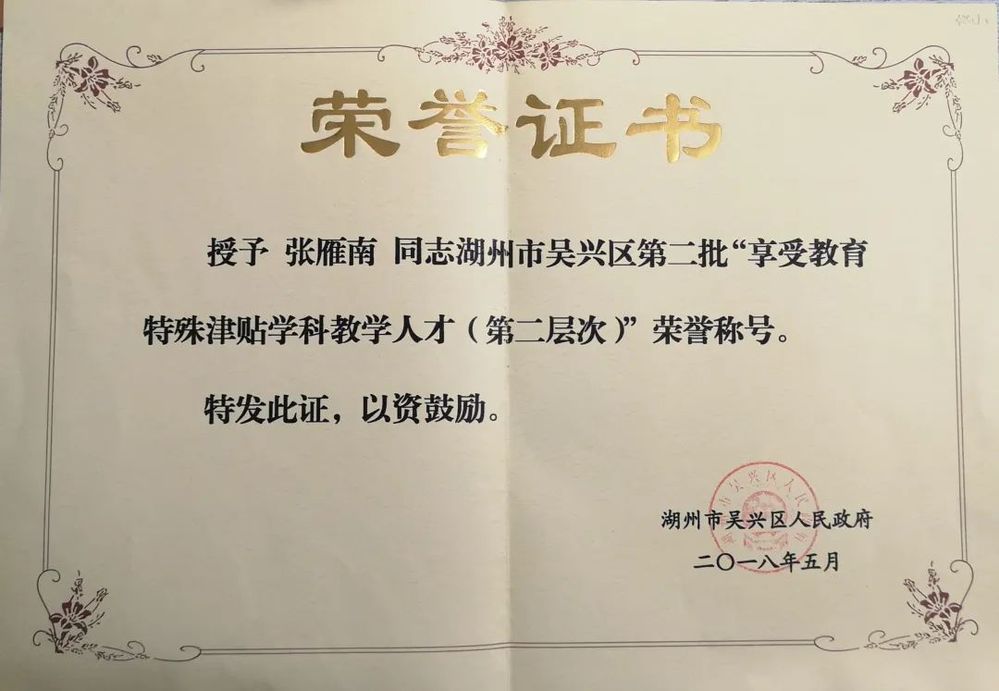 荣誉证书
授予 张雁南 同志湖州市吴兴区第二批“享受教育
特殊津贴学科教学人才（第二层次）”荣誉称号。
特发此证，以资鼓励。
湖州市吴兴区人民政府
二〇一八年五月